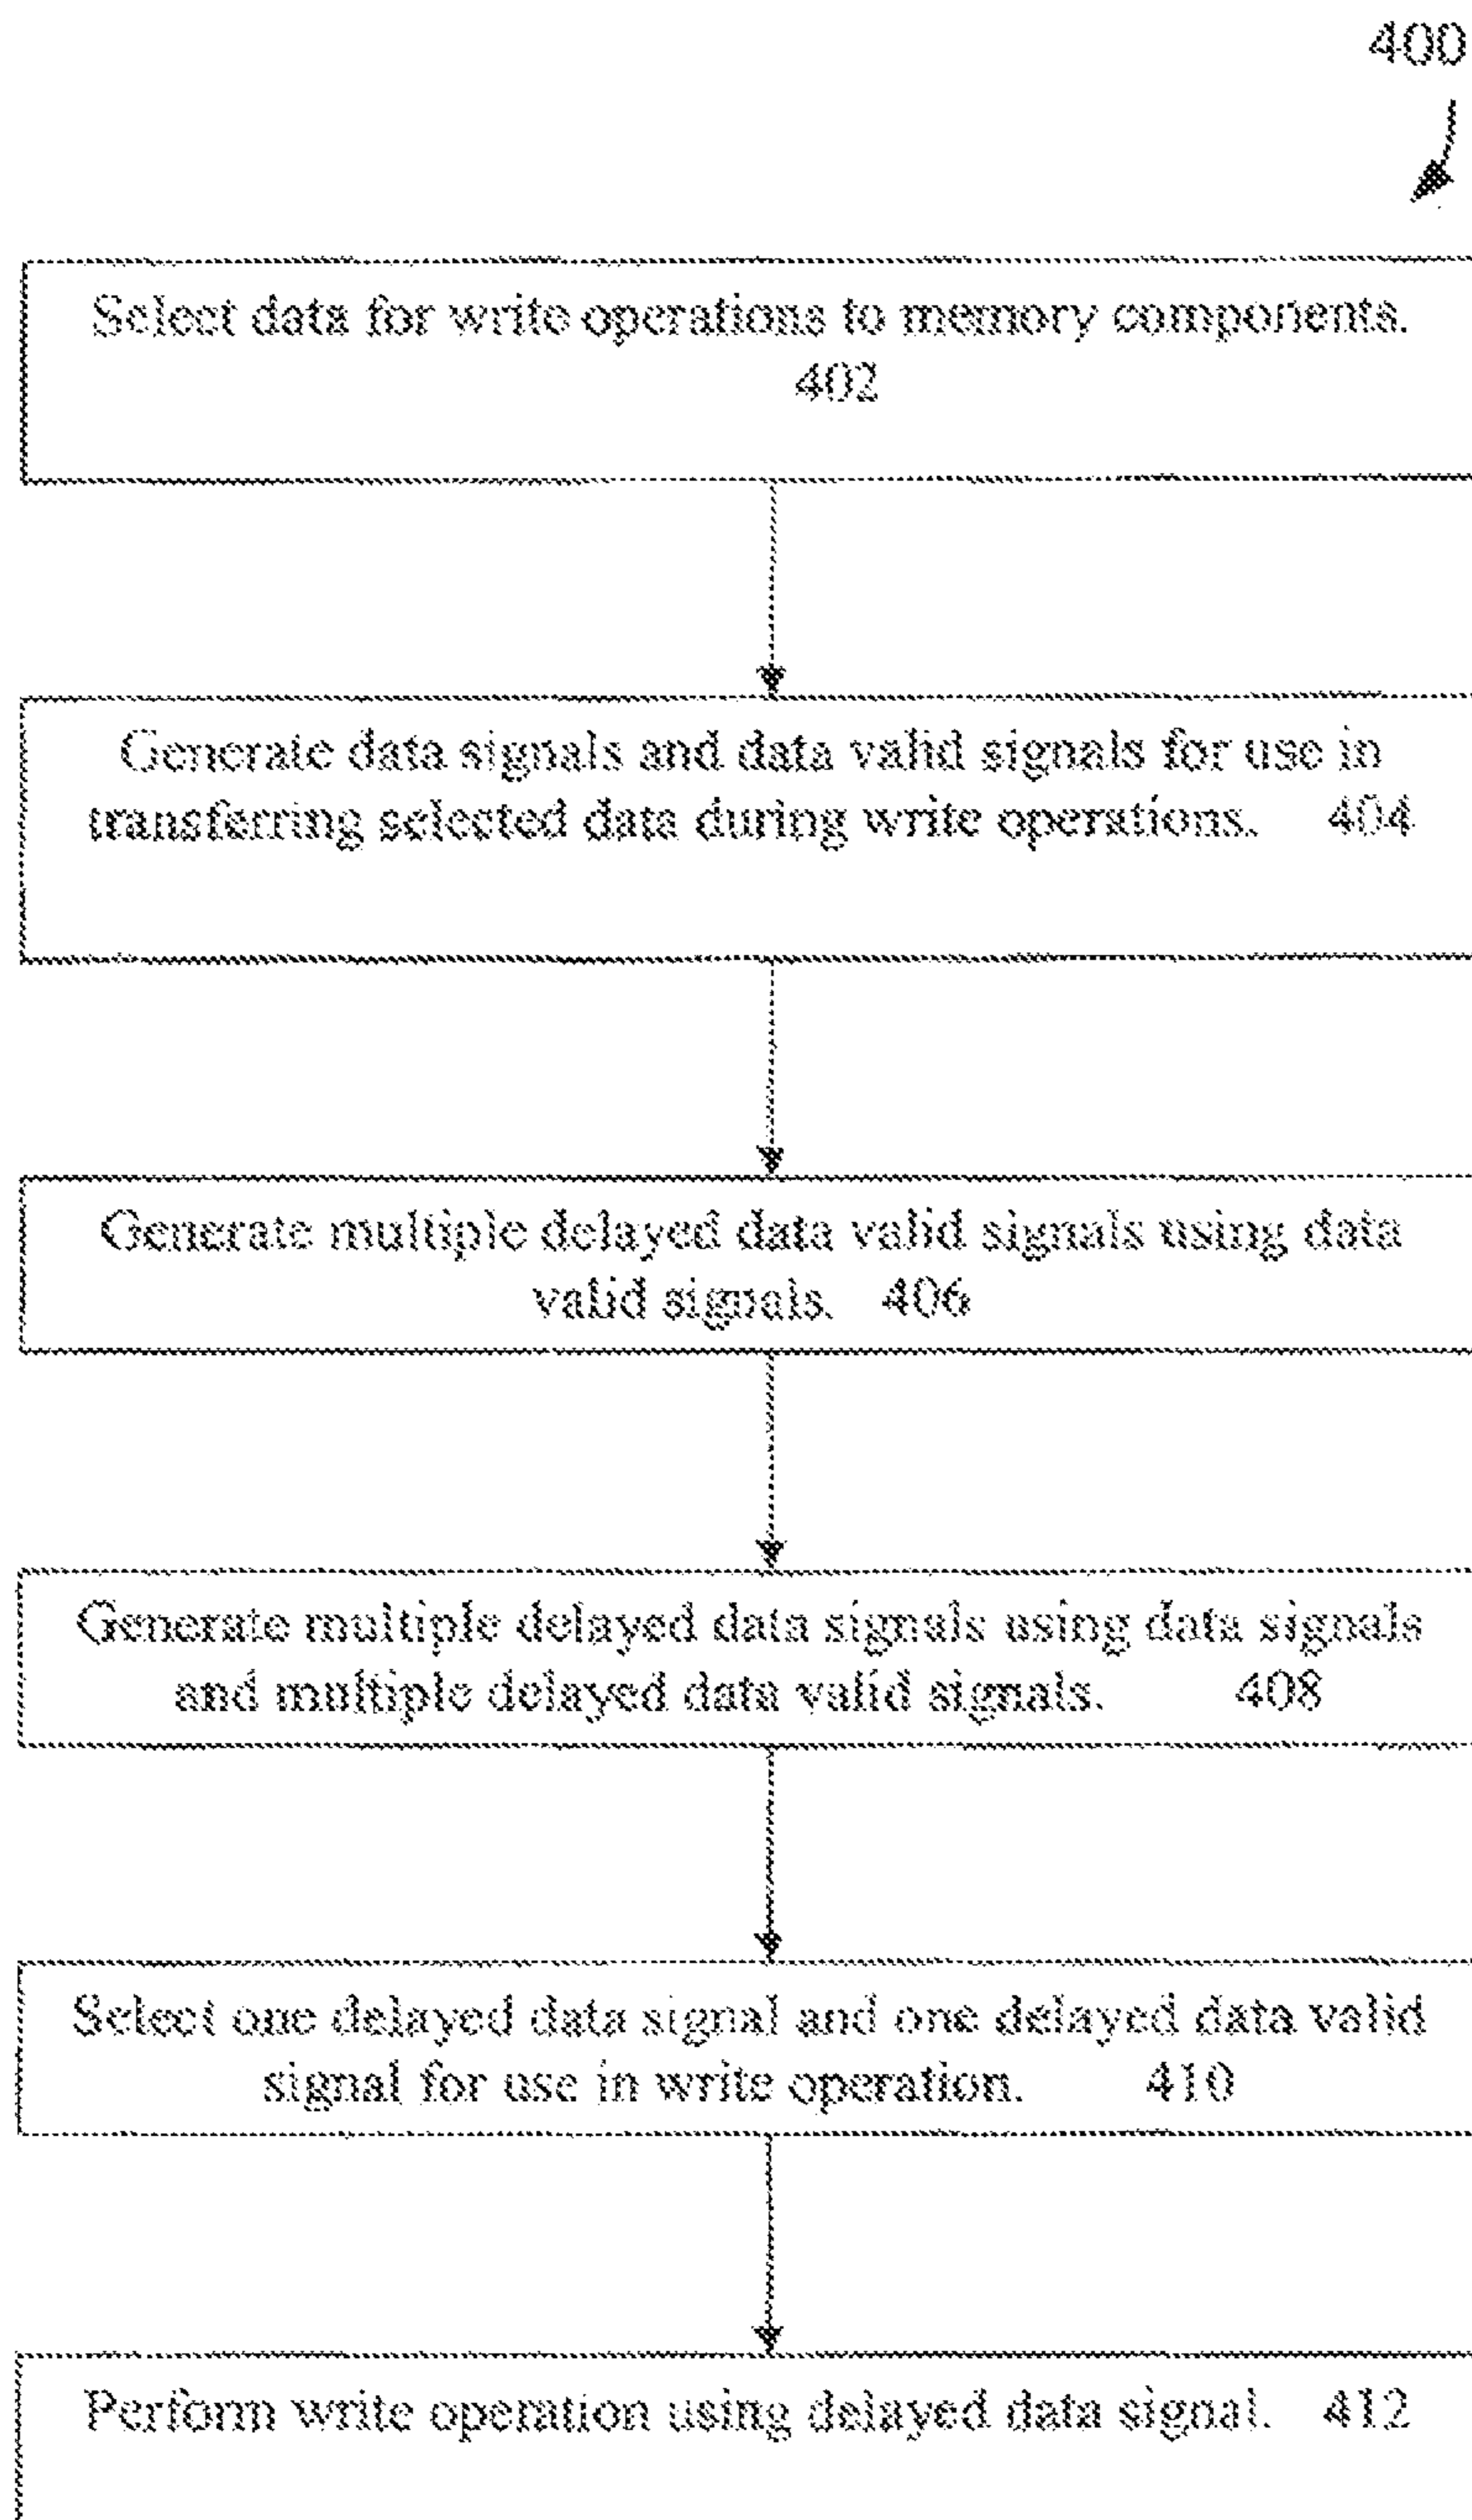 400
Select data for write operations to memory components.
402
Generate data signals and data valid signals for use in
transferring selected data during write operations. 404
Generate multiple delayed data valid signals using data
valid signals. 406
Generate multiple delayed data signals using data signals
and multiple delayed data valid signals. 408
Select one delayed data signal and one delayed data valid
signal for use in write operation. 410
Perform write operation using delayed data signal. 412